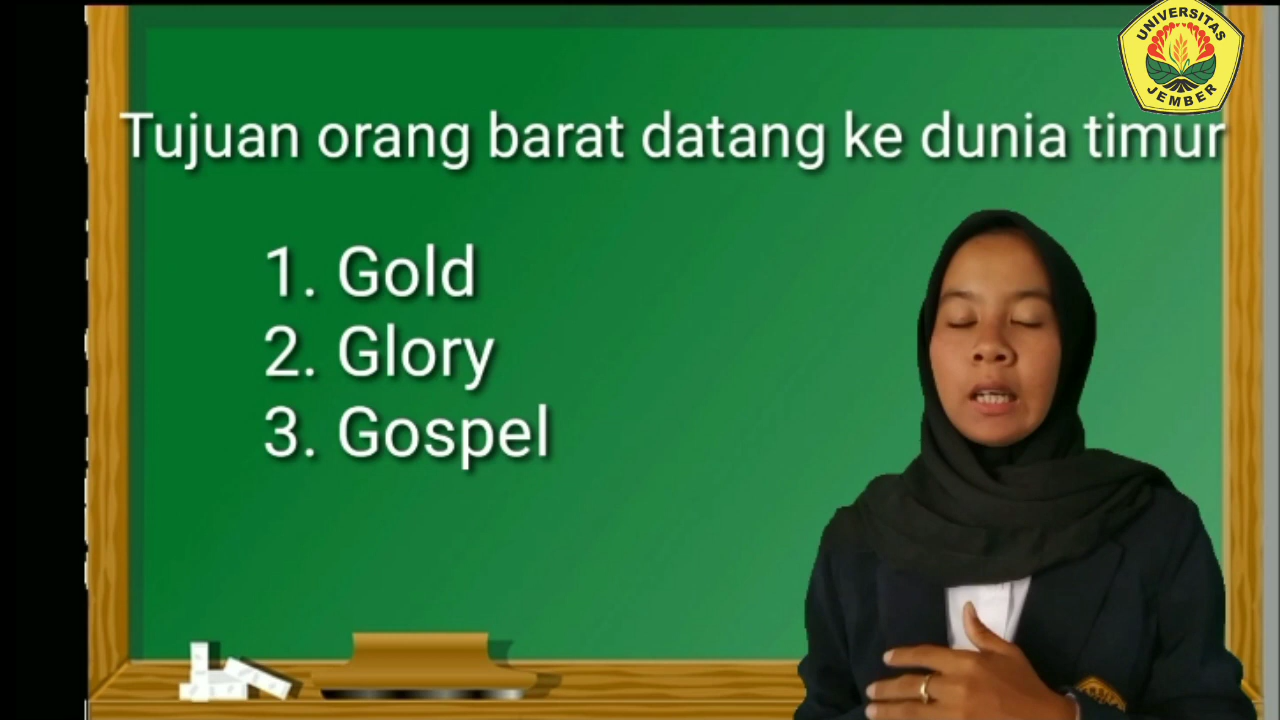 UNIVERSITAS
JEMBER
Tujuan orang barat datang ke dunia timur
1. Gold
2. Glory
3. Gospel